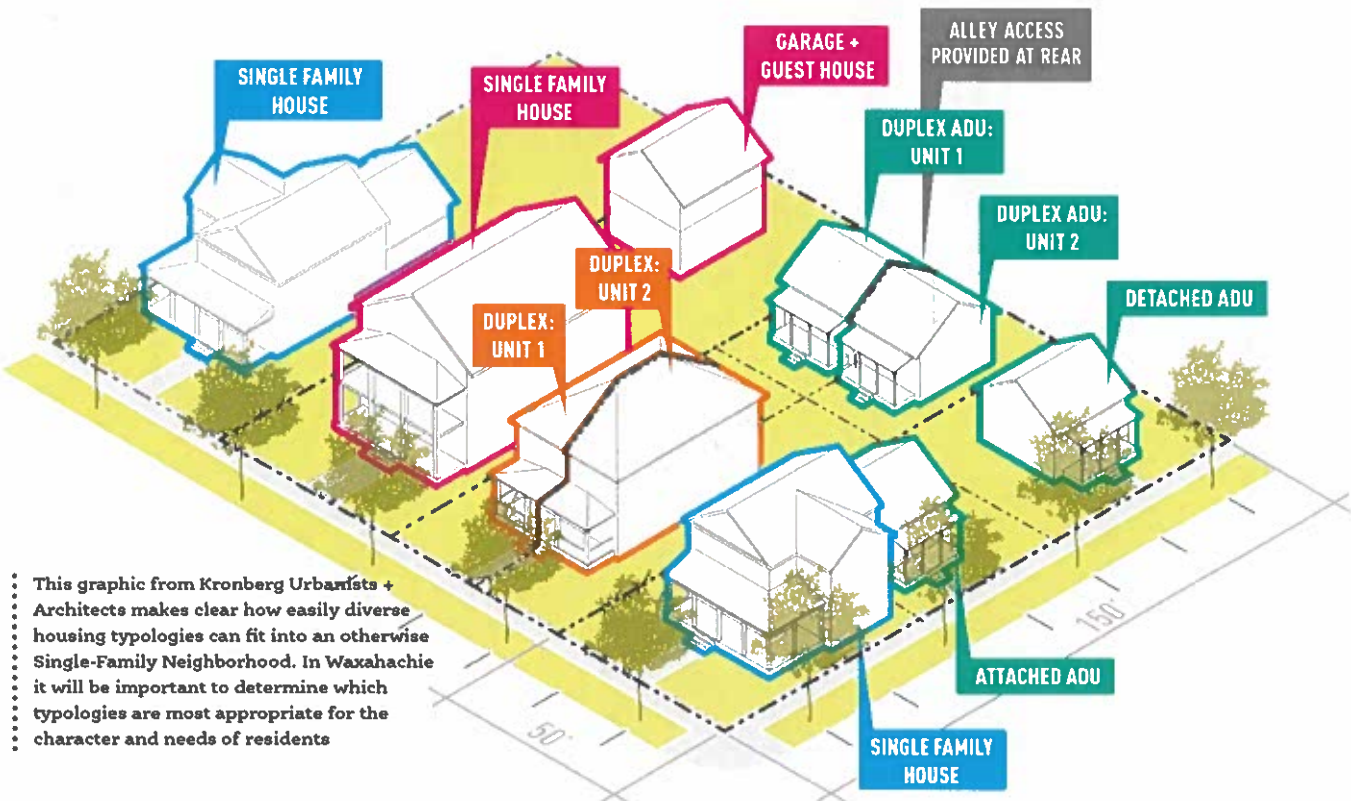 ALLEY ACCESS
PROVIDED AT REAR
GARAGE +
GUEST HOUSE
SINGLE FAMILY
HOUSE
SINGLE FAMILY
HOUSE
DUPLEX ADU:
UNIT 1
DUPLEX ADU:
UNIT 2
DUPLEX:
UNIT 2
DETACHED ADU
DUPLEX:
UNIT 1
This graphic from Kronberg Urbanists +
Architects makes clear how easily diverse
housing typologies can fit into an otherwise
Single-Family Neighborhood. In Waxahachie
it will be important to determine which
typologies are most appropriate for the
character and needs of residents
150'
ATTACHED ADU
50'
SINGLE FAMILY
HOUSE